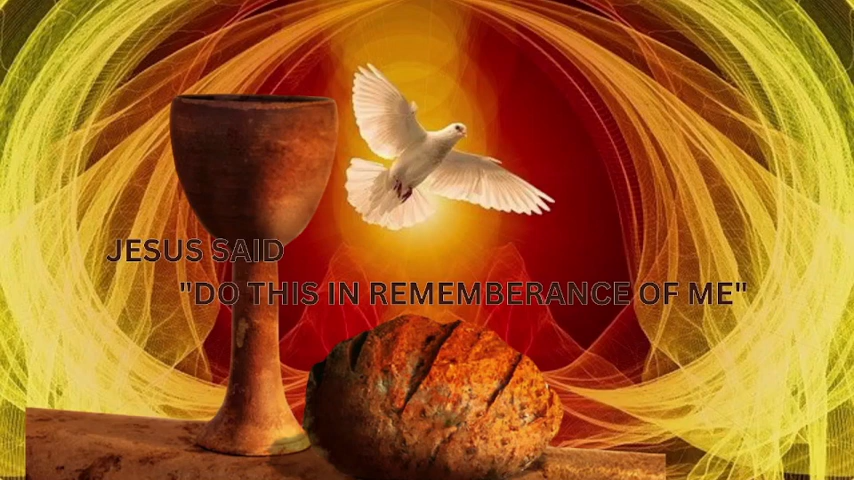 JESUS SAID
"DO THIS IN REMEMBERANCE OF ME"